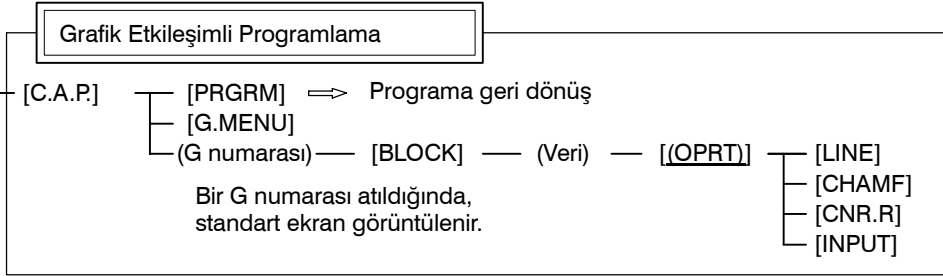 Grafik Etkileşimli Programlama
[C.A.P.] [PRGRM] Programa geri dönüş
[G.MENU]
(G numarası) [BLOCK] (Veri) [(OPRT)] [LINE]
[CHAMF]
[CNR.R]
[INPUT]
Bir G numarası atıldığında,
standart ekran görüntülenir.